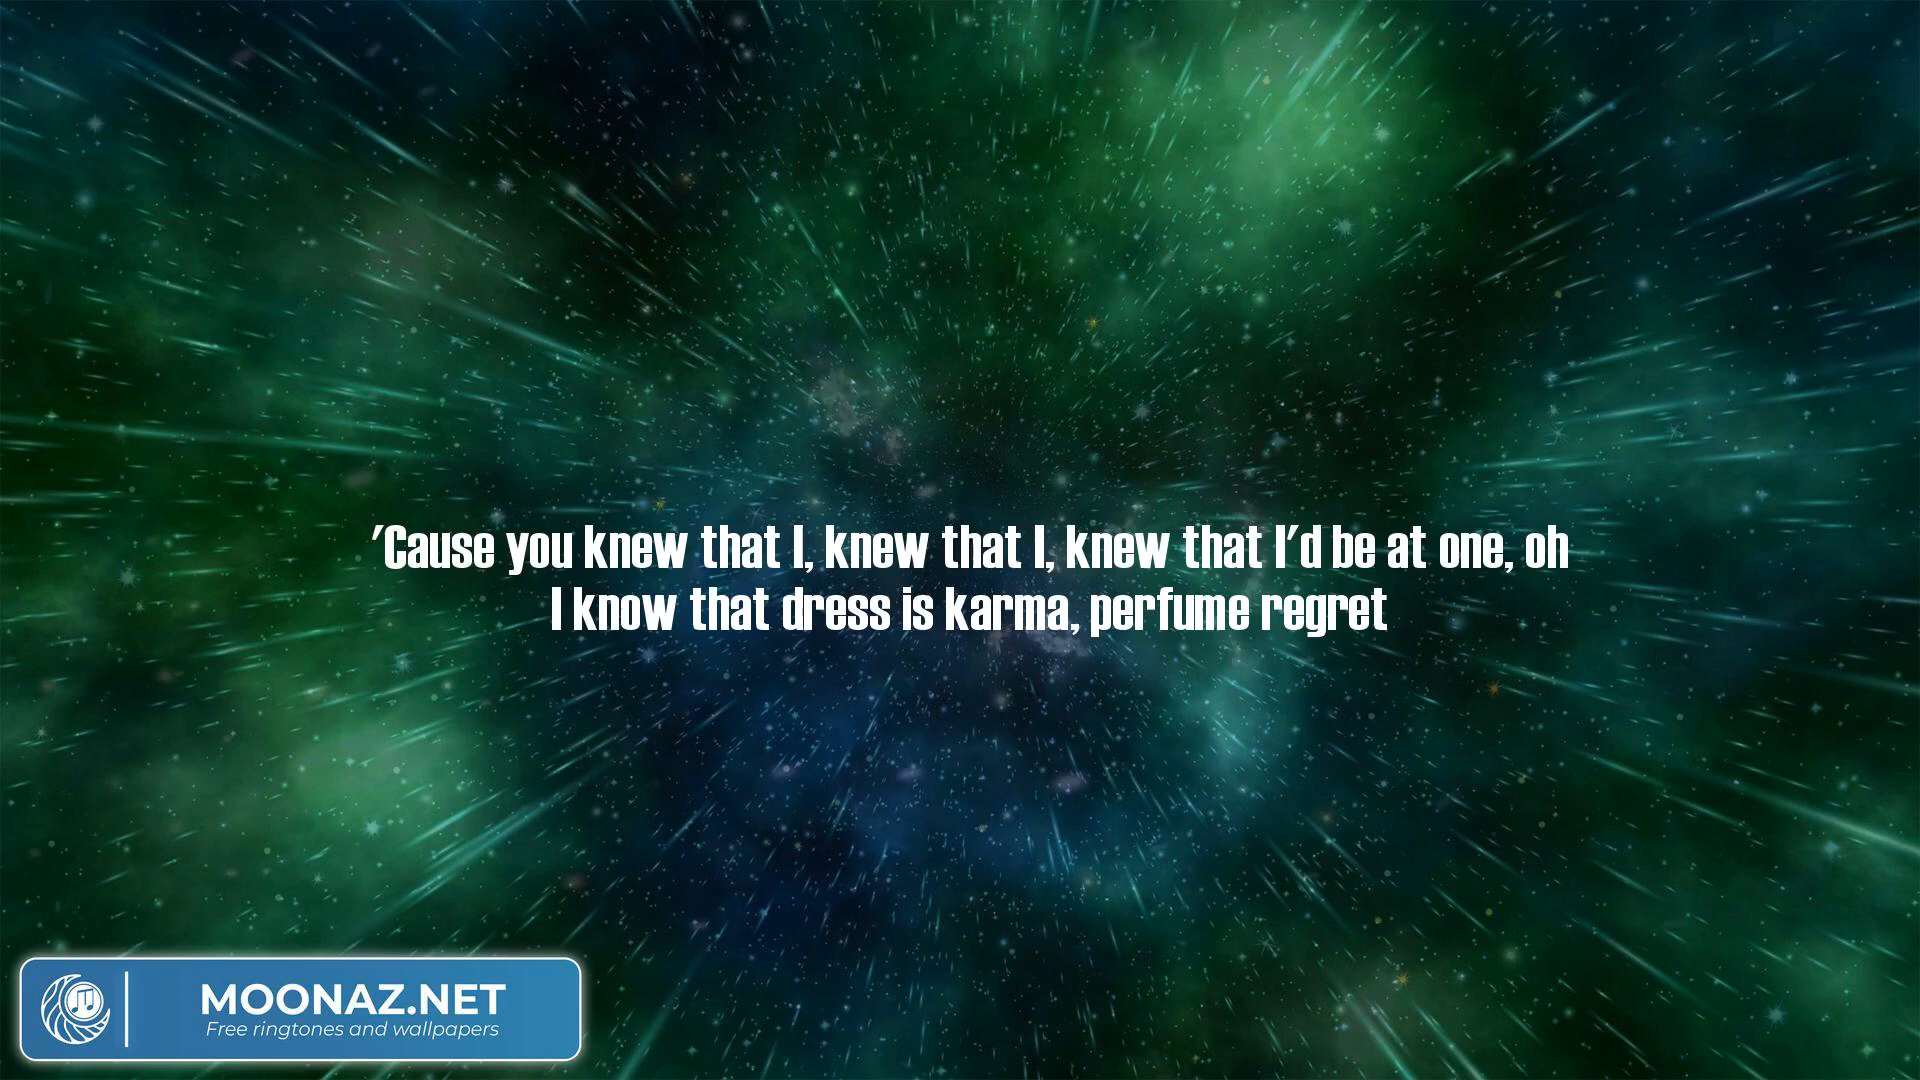 'Cause you knew that I, knew that I, knew that I'd be at one, oh
I know that dress is karma, perfume regret
MOONAZ.NET
Free ringtones and wallpapers